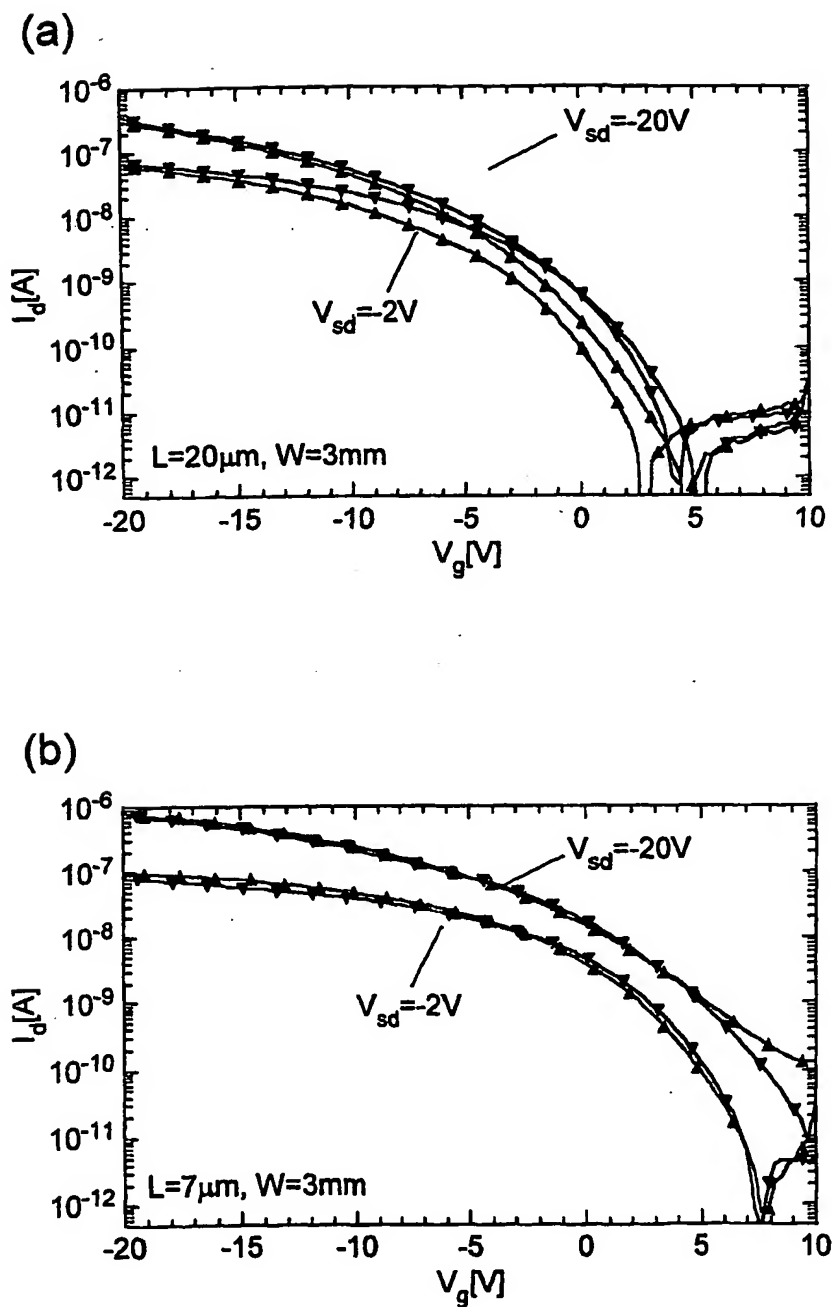 (a)
10^-6
10^-7
10^-8
10^-9
10^-10
10^-11
10^-12
I_d[A]
V_sd=-20V
V_sd=-2V
L=20μm, W=3mm
-20 -15 -10 -5 0 5 10
V_g[V]
(b)
10^-6
10^-7
10^-8
10^-9
10^-10
10^-11
10^-12
I_d[A]
V_sd=-20V
V_sd=-2V
L=7μm, W=3mm
-20 -15 -10 -5 0 5 10
V_g[V]